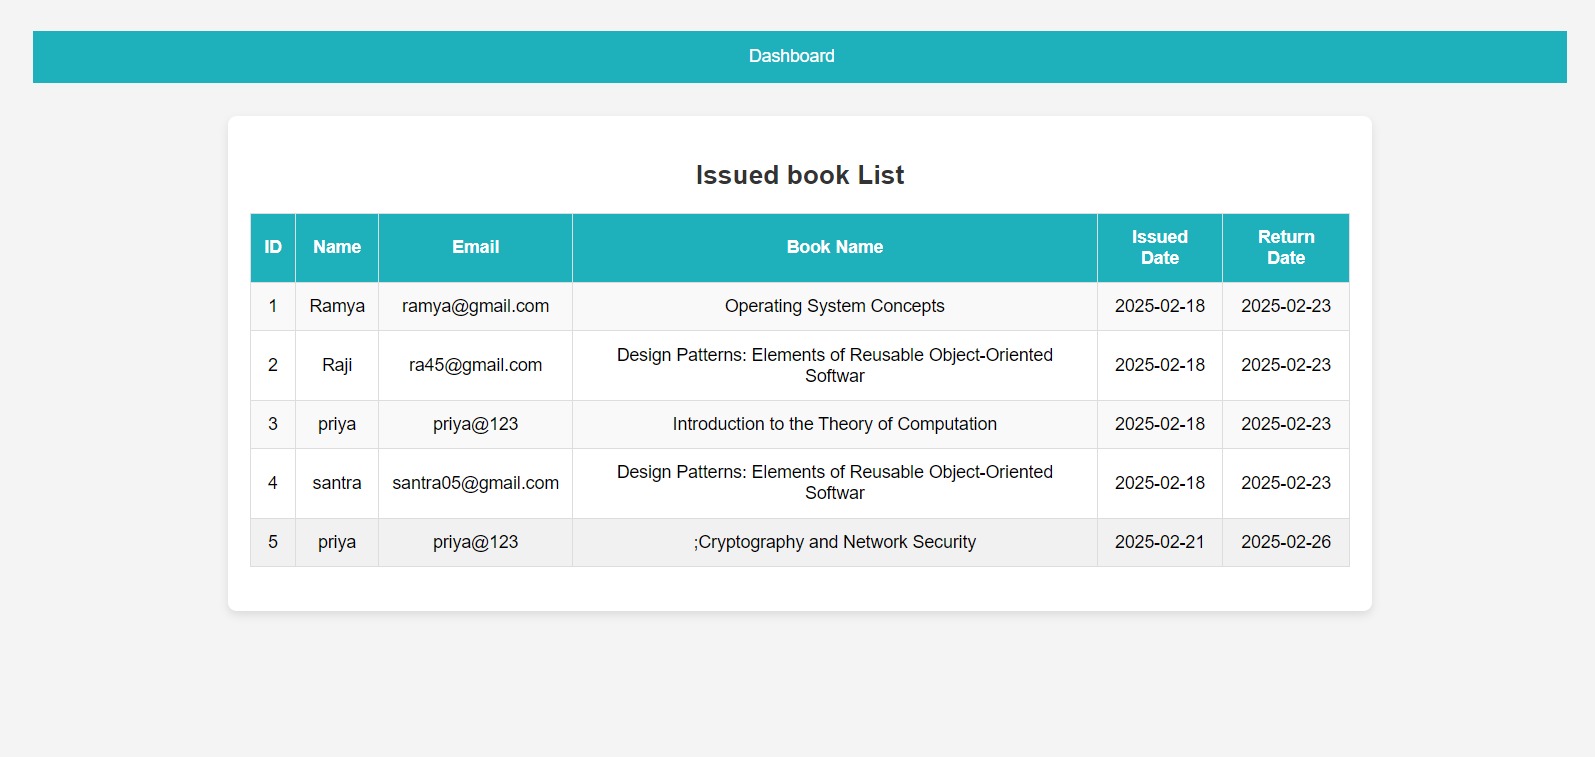 Dashboard
Issued book List
ID Name Email Book Name Issued Date Return Date
1 Ramya ramya@gmail.com Operating System Concepts 2025-02-18 2025-02-23
2 Raji ra45@gmail.com Design Patterns: Elements of Reusable Object-Oriented Softwar 2025-02-18 2025-02-23
3 priya priya@123 Introduction to the Theory of Computation 2025-02-18 2025-02-23
4 santra santra05@gmail.com Design Patterns: Elements of Reusable Object-Oriented Softwar 2025-02-18 2025-02-23
5 priya priya@123 ;Cryptography and Network Security 2025-02-21 2025-02-26